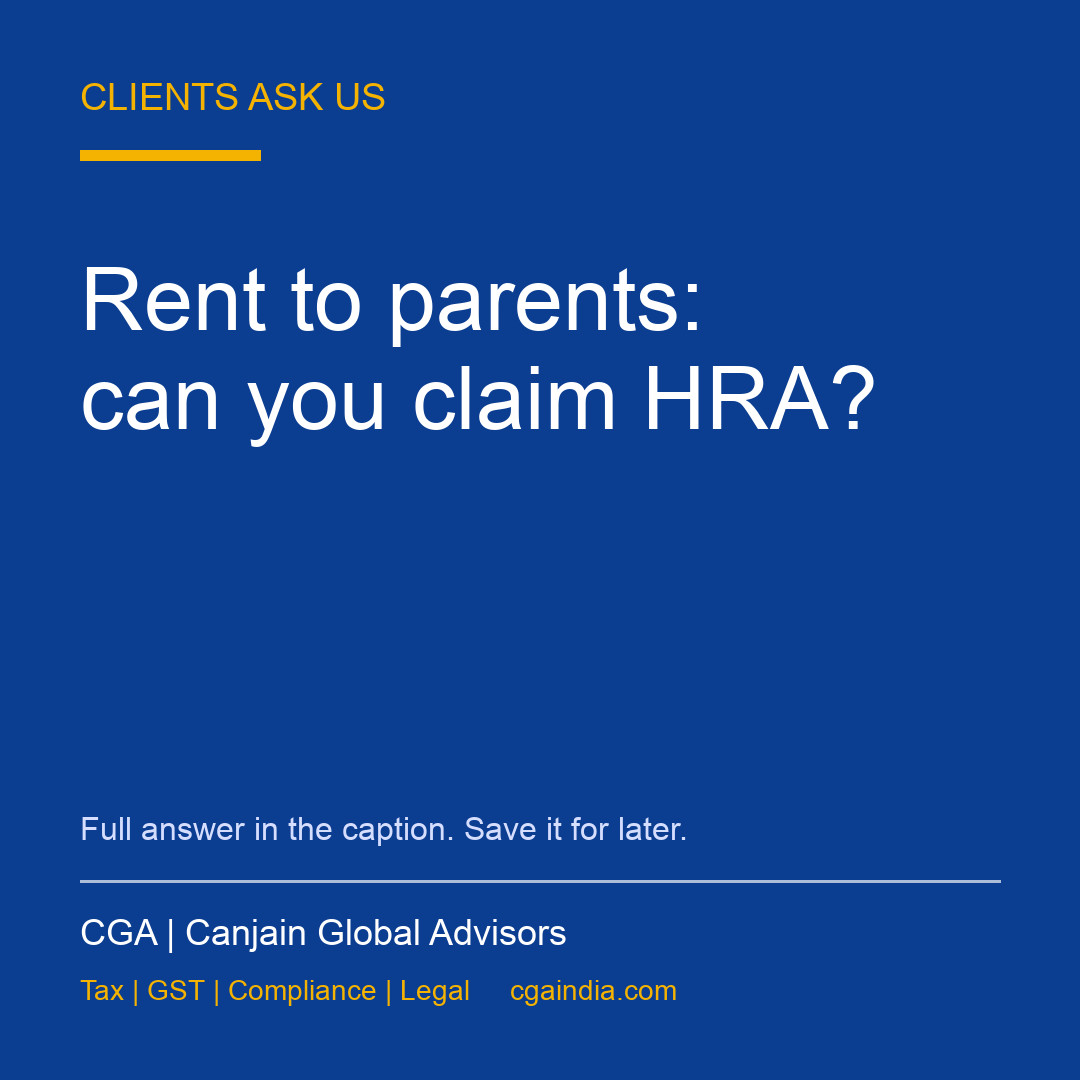 CLIENTS ASK US
Rent to parents:
can you claim HRA?
Full answer in the caption. Save it for later.
CGA | Canjain Global Advisors
Tax | GST | Compliance | Legal cgaindia.com